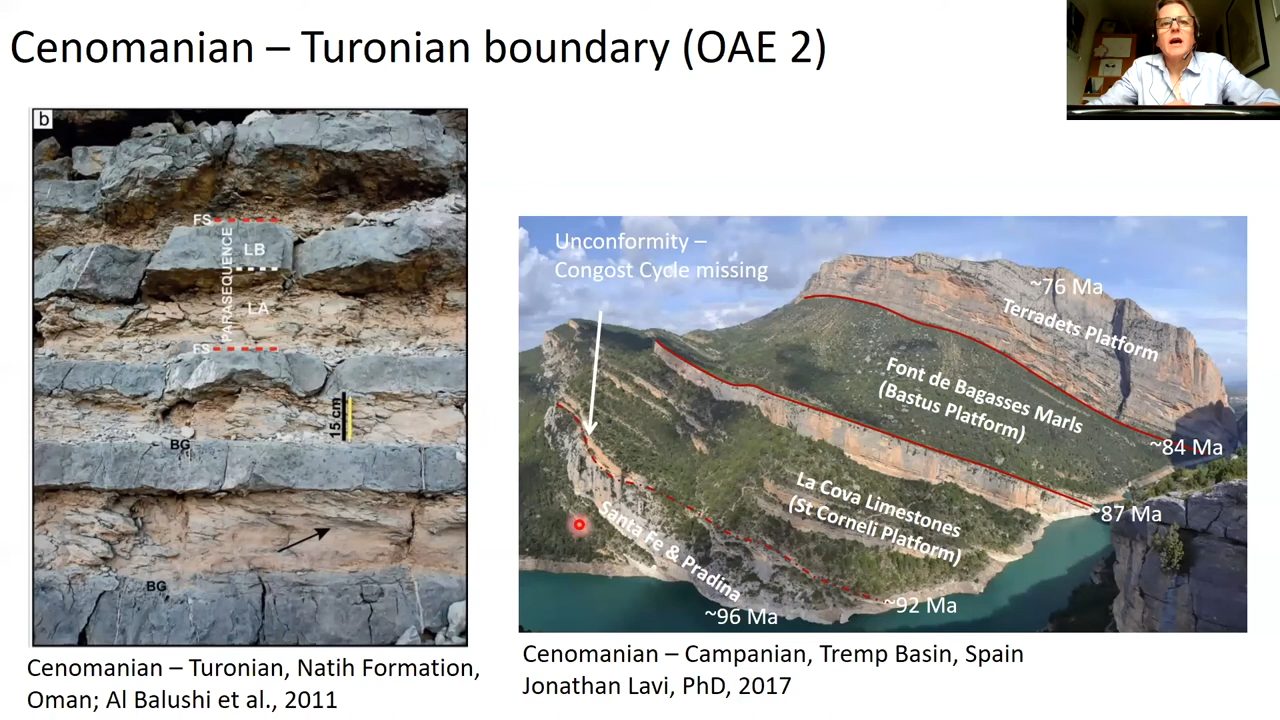 Cenomanian – Turonian boundary (OAE 2)
b
FS
LB
PARASEQUENCE
LA
FS
15 cm
BG
BG
Cenomanian – Turonian, Natih Formation,
Oman; Al Balushi et al., 2011
Unconformity –
Congost Cycle missing
~76 Ma
Terradets Platform
Font de Bagasses Marls
(Bastus Platform)
~84 Ma
La Cova Limestones
(St Corneli Platform)
~87 Ma
Santa Fe & Pradina
~92 Ma
~96 Ma
Cenomanian – Campanian, Tremp Basin, Spain
Jonathan Lavi, PhD, 2017